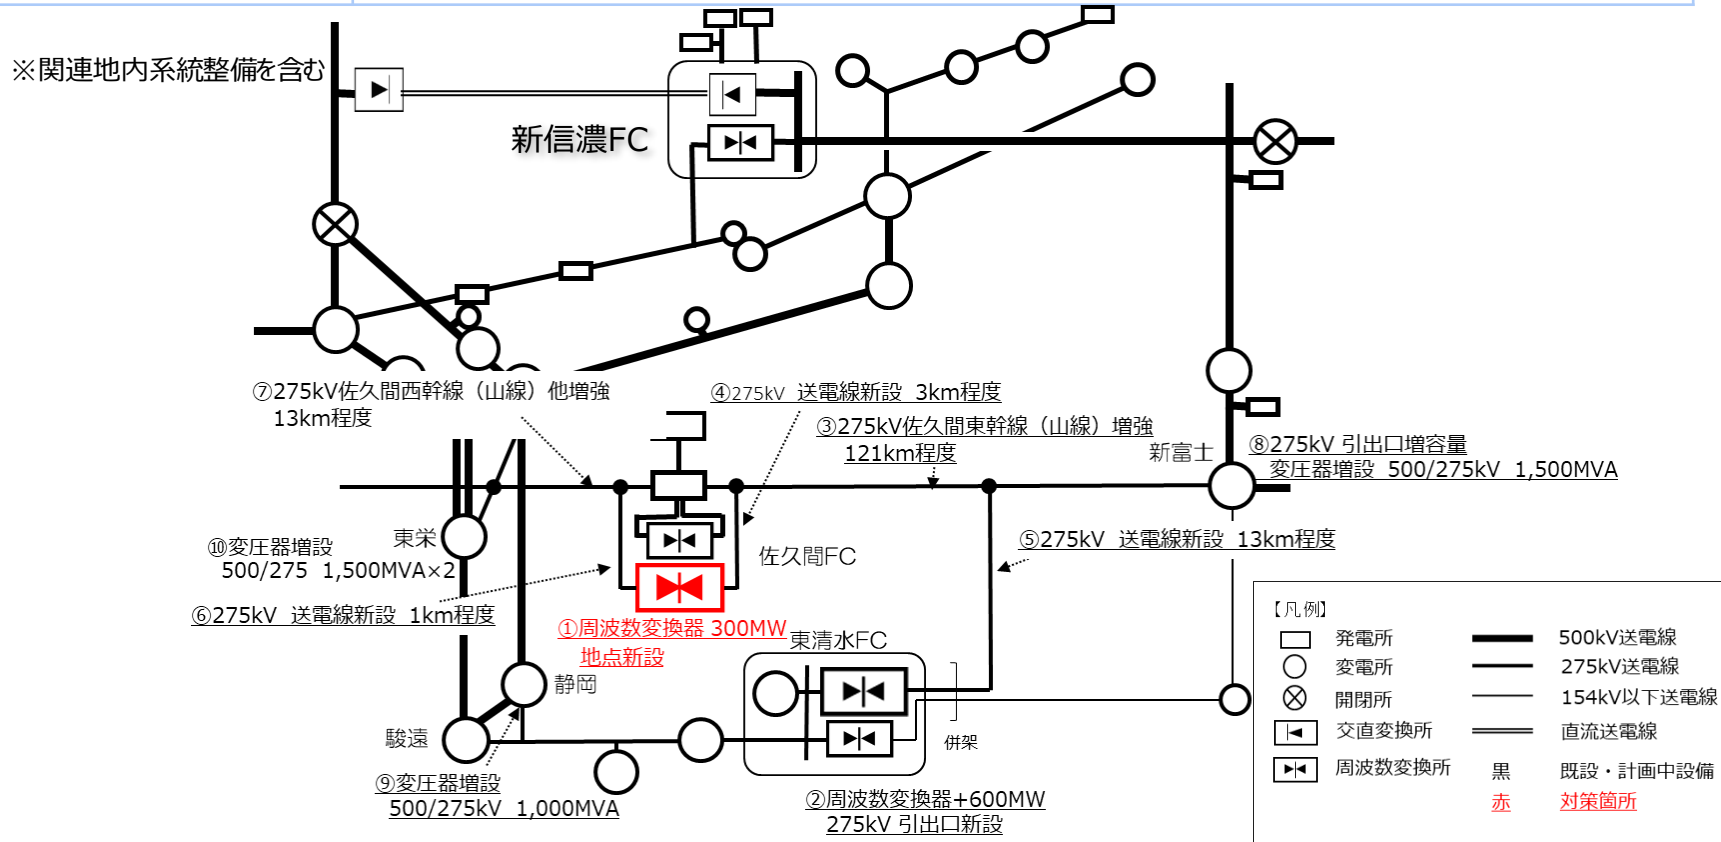 ※関連地内系統整備を含む
新信濃FC
⑦275kV佐久間西幹線（山線）他増強
13km程度
④275kV 送電線新設 3km程度
③275kV佐久間東幹線（山線）増強
121km程度
新富士
⑧275kV 引出口増容量
変圧器増設 500/275kV 1,500MVA
東栄
⑩変圧器増設
500/275 1,500MVA×2
佐久間FC
⑤275kV 送電線新設 13km程度
⑥275kV 送電線新設 1km程度
①周波数変換器 300MW
地点新設
東清水FC
静岡
駿遠
併架
⑨変圧器増設
500/275kV 1,000MVA
②周波数変換器+600MW
275kV 引出口新設
【凡例】
発電所
500kV送電線
変電所
275kV送電線
開閉所
154kV以下送電線
交直変換所
直流送電線
周波数変換所
黒 既設・計画中設備
赤 対策箇所